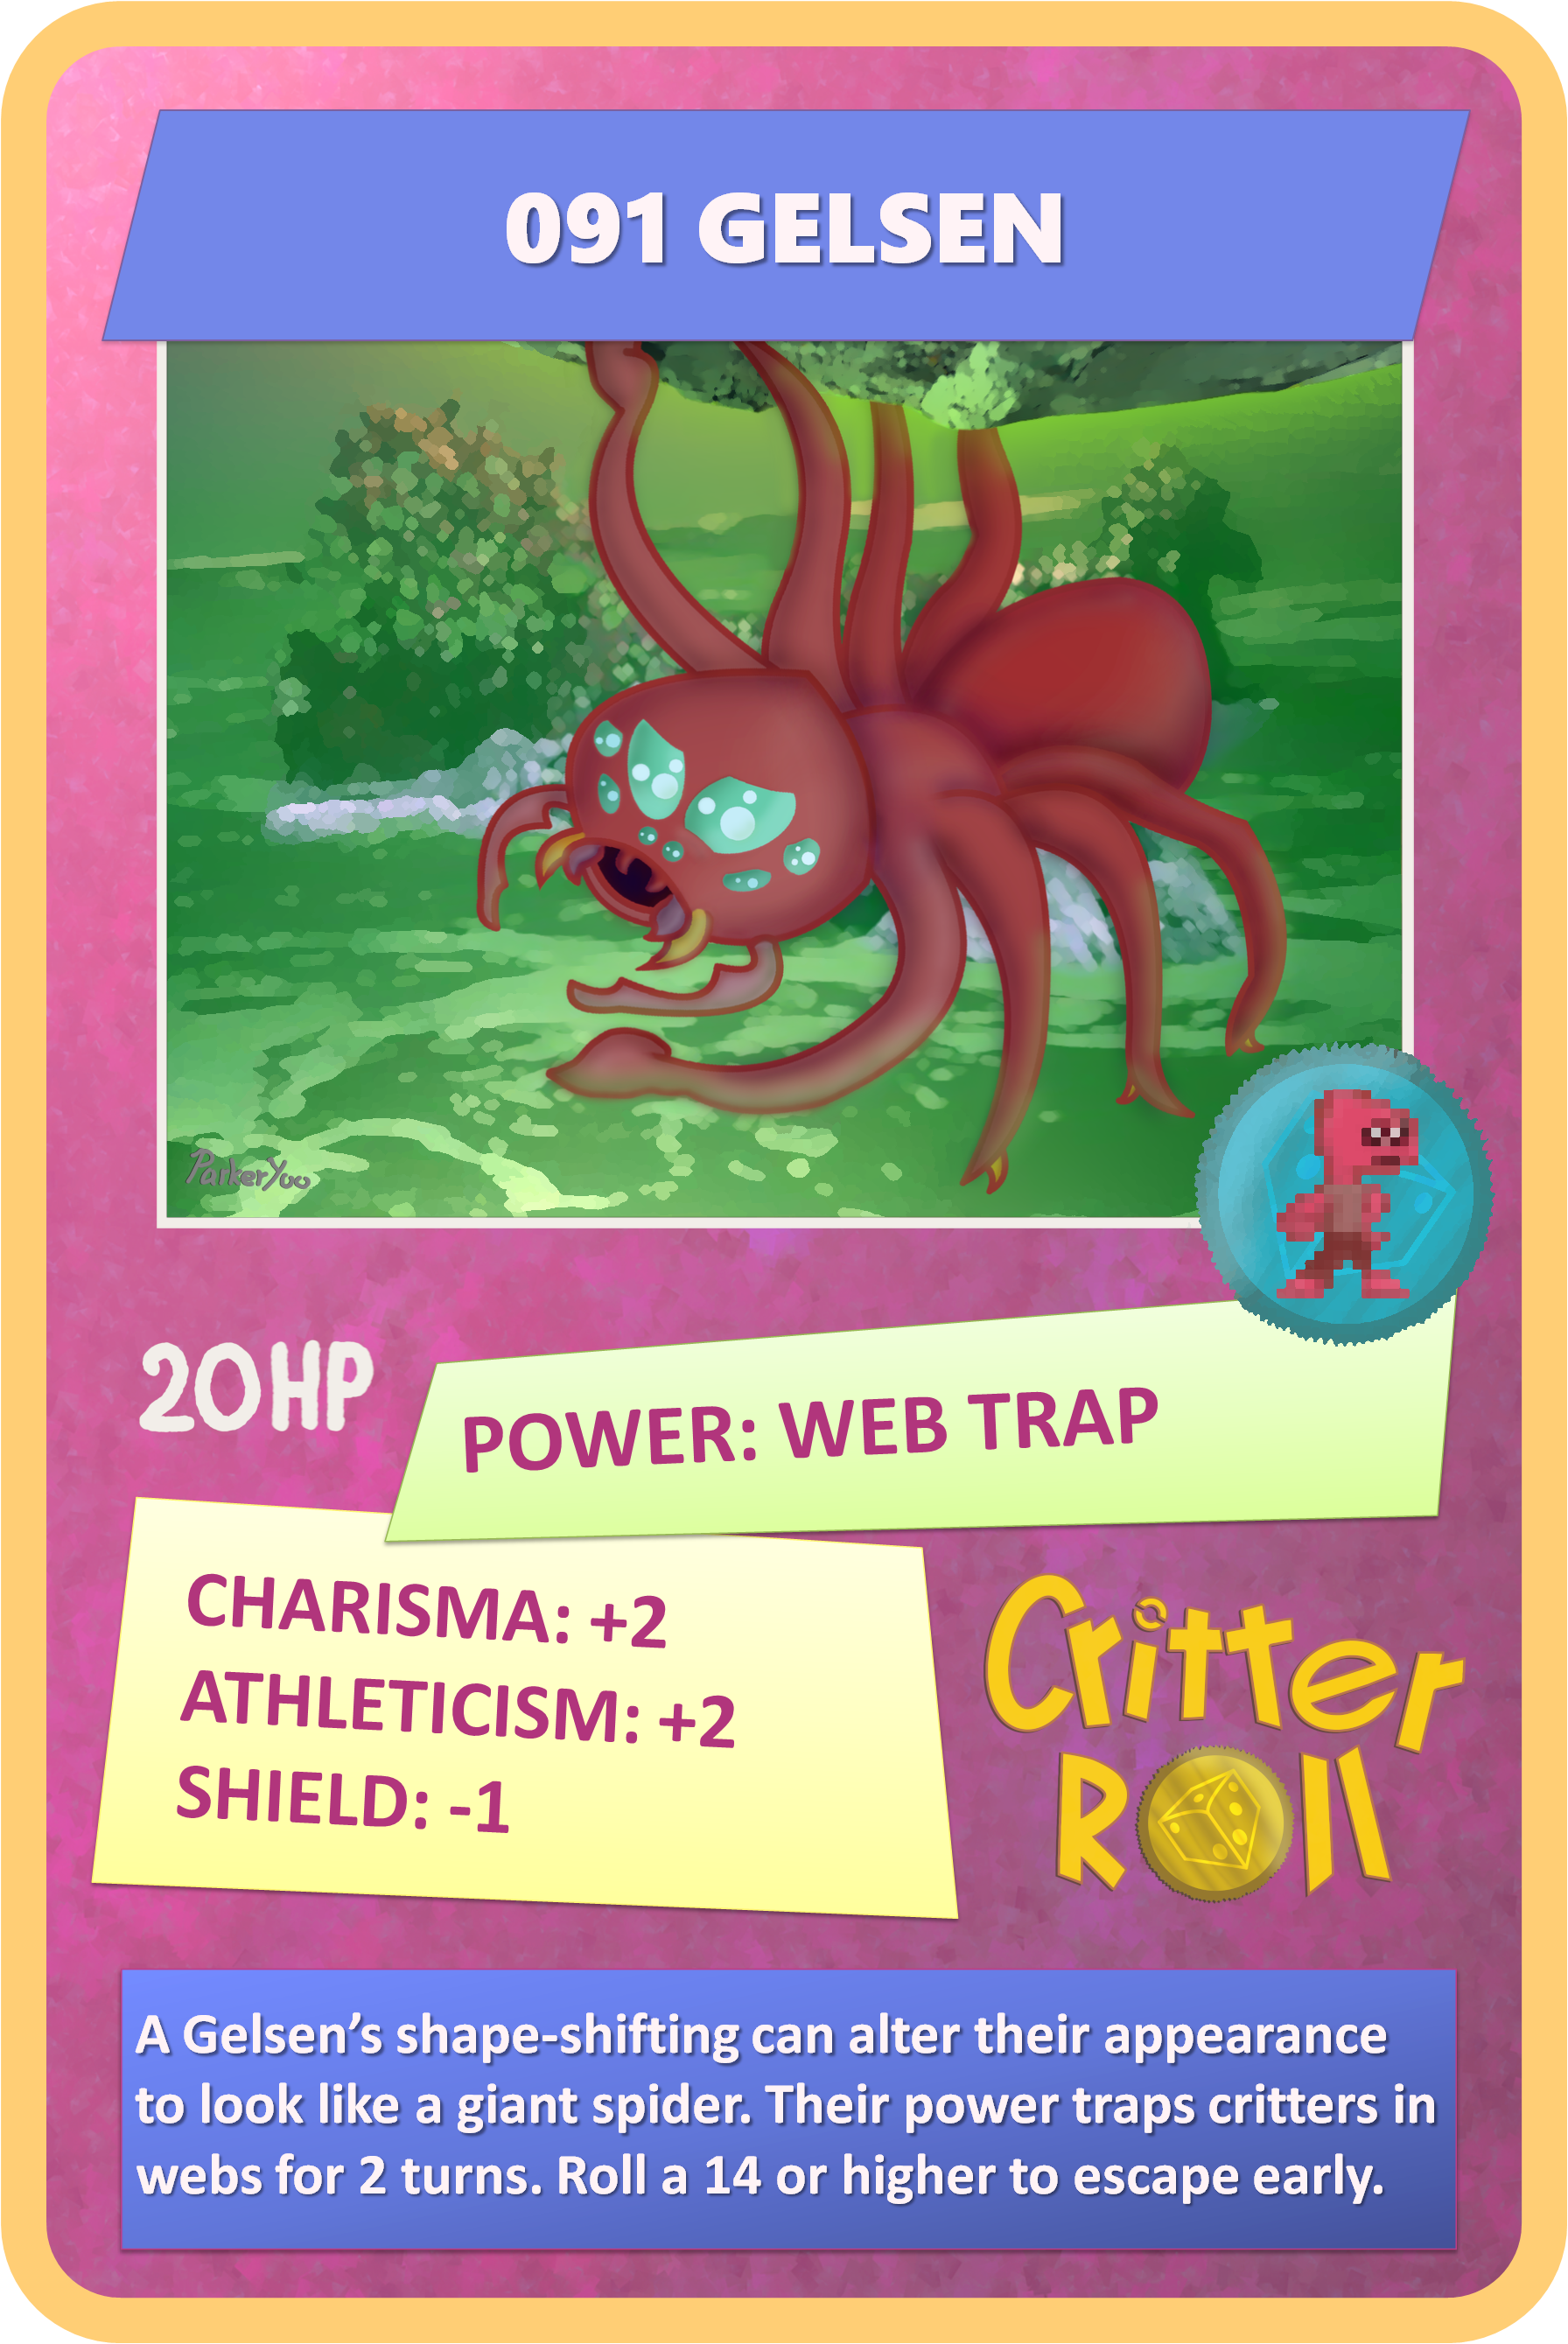 091 GELSEN
ParkerYoo
20HP
POWER: WEB TRAP
CHARISMA: +2
ATHLETICISM: +2
SHIELD: -1
Critter
Roll
A Gelsen’s shape-shifting can alter their appearance
to look like a giant spider. Their power traps critters in
webs for 2 turns. Roll a 14 or higher to escape early.